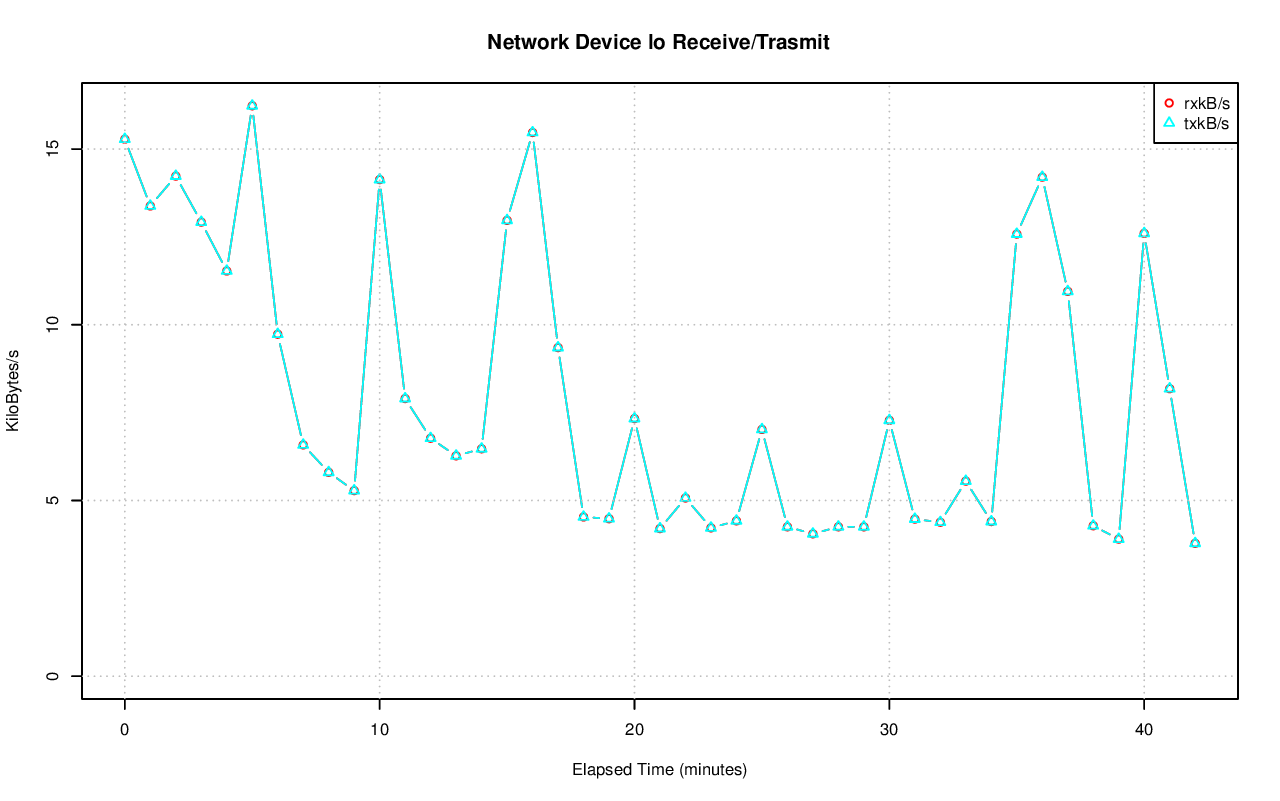 Network Device lo Receive/Trasmit
rxkB/s
txkB/s
KiloBytes/s
15
10
5
0
0 10 20 30 40
Elapsed Time (minutes)